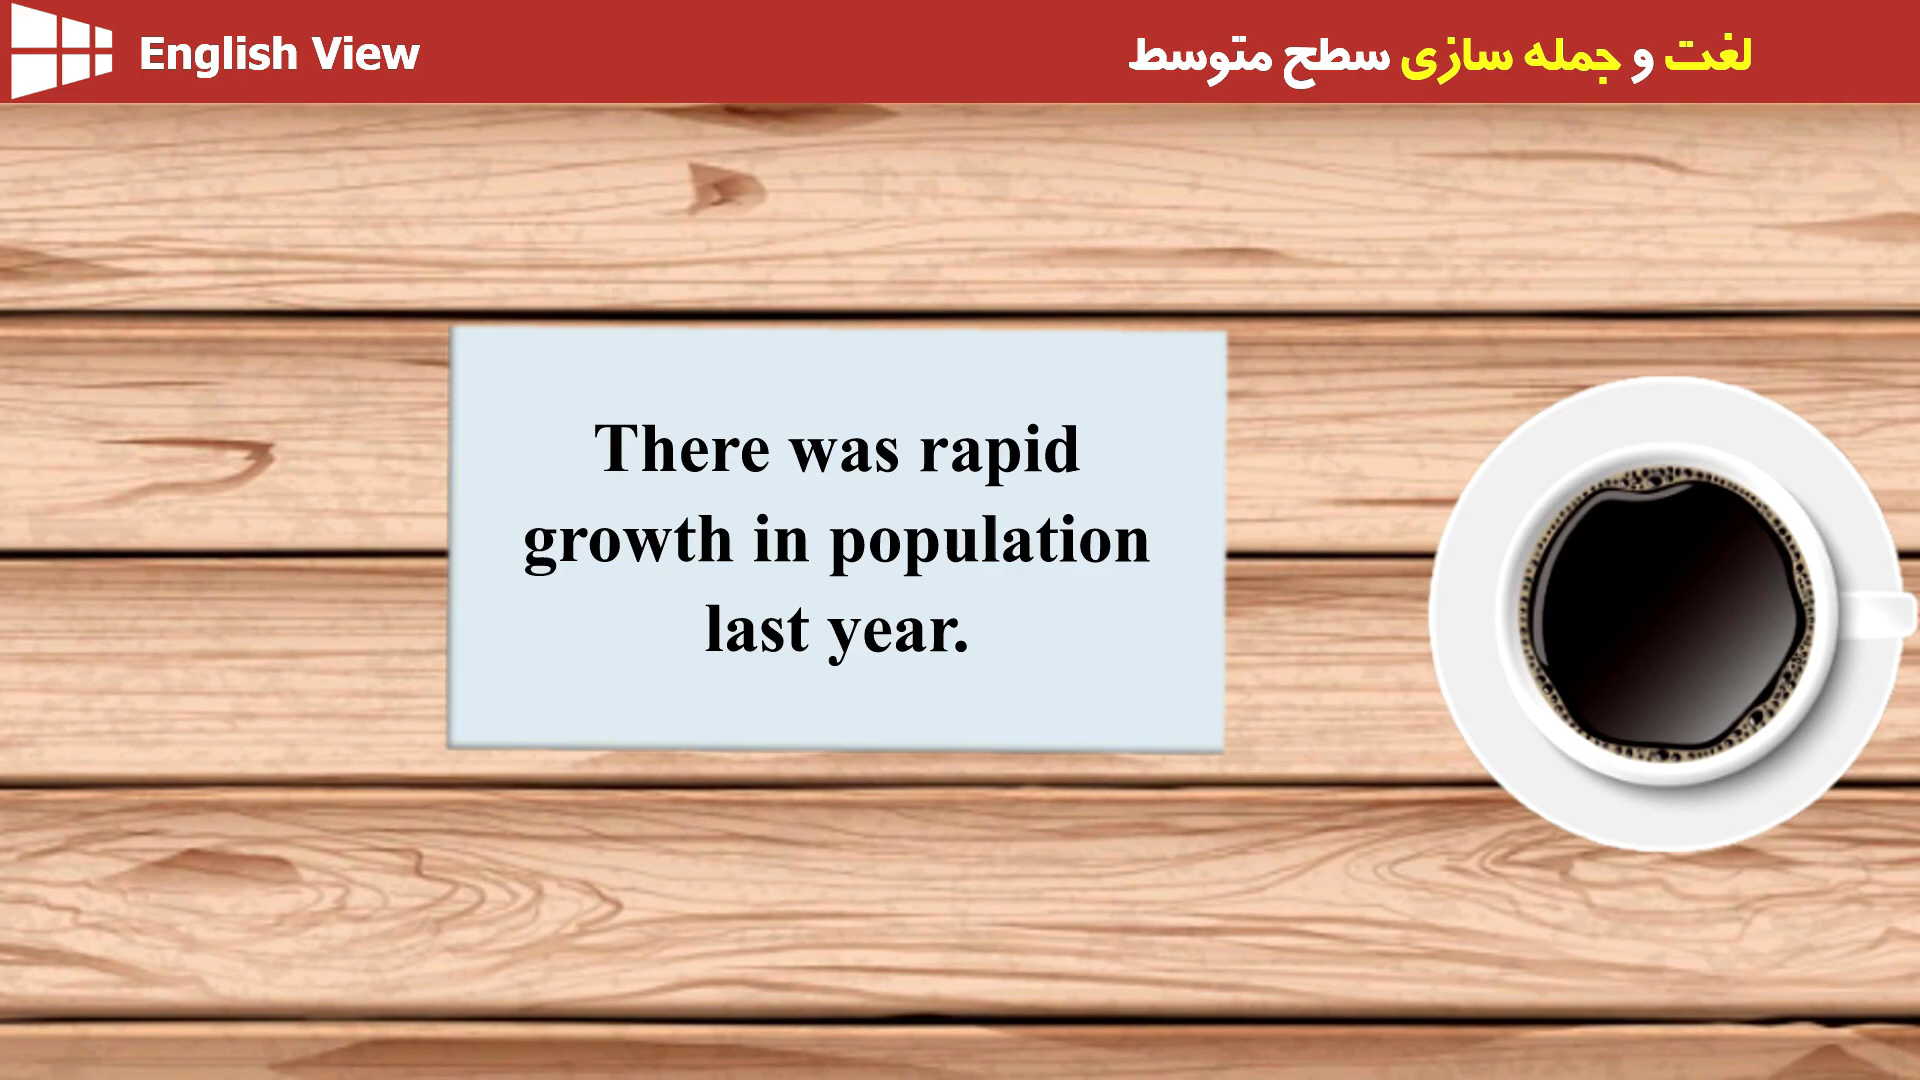 English View
لغت و جمله سازی سطح متوسط
There was rapid
growth in population
last year.